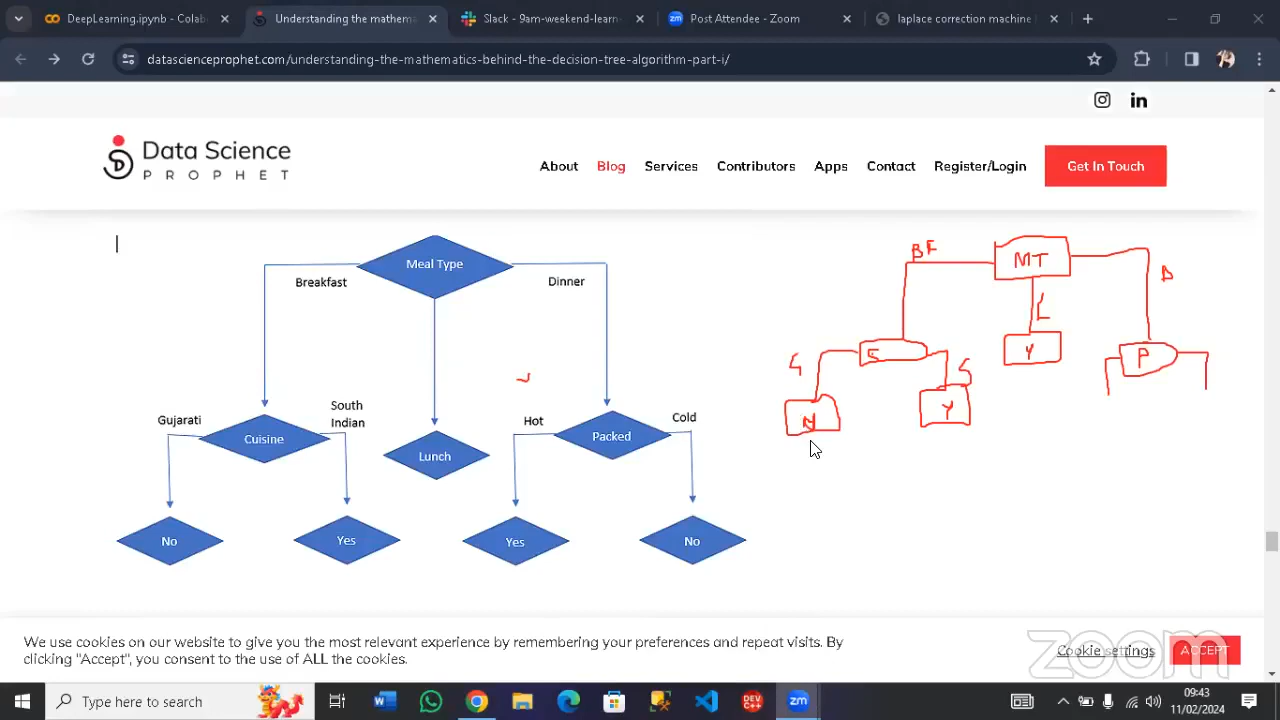 DeepLearning.ipynb - Colab
Understanding the mathema
Slack - 9am-weekend-learn-
Post Attendee - Zoom
laplace correction machine
datascienceprophet.com/understanding-the-mathematics-behind-the-decision-tree-algorithm-part-i/
Data Science
PROPHET
About
Blog
Services
Contributors
Apps
Contact
Register/Login
Get In Touch
Meal Type
Breakfast
Dinner
Gujarati
South
Indian
Hot
Cold
Cuisine
Lunch
Packed
No
Yes
Yes
No
BF
MT
D
L
Y
P
G
C
S
N
Y
We use cookies on our website to give you the most relevant experience by remembering your preferences and repeat visits. By
clicking "Accept", you consent to the use of ALL the cookies.
Cookie settings
ACCEPT
zoom
Type here to search
DEV
C++
zm
09:43
11/02/2024